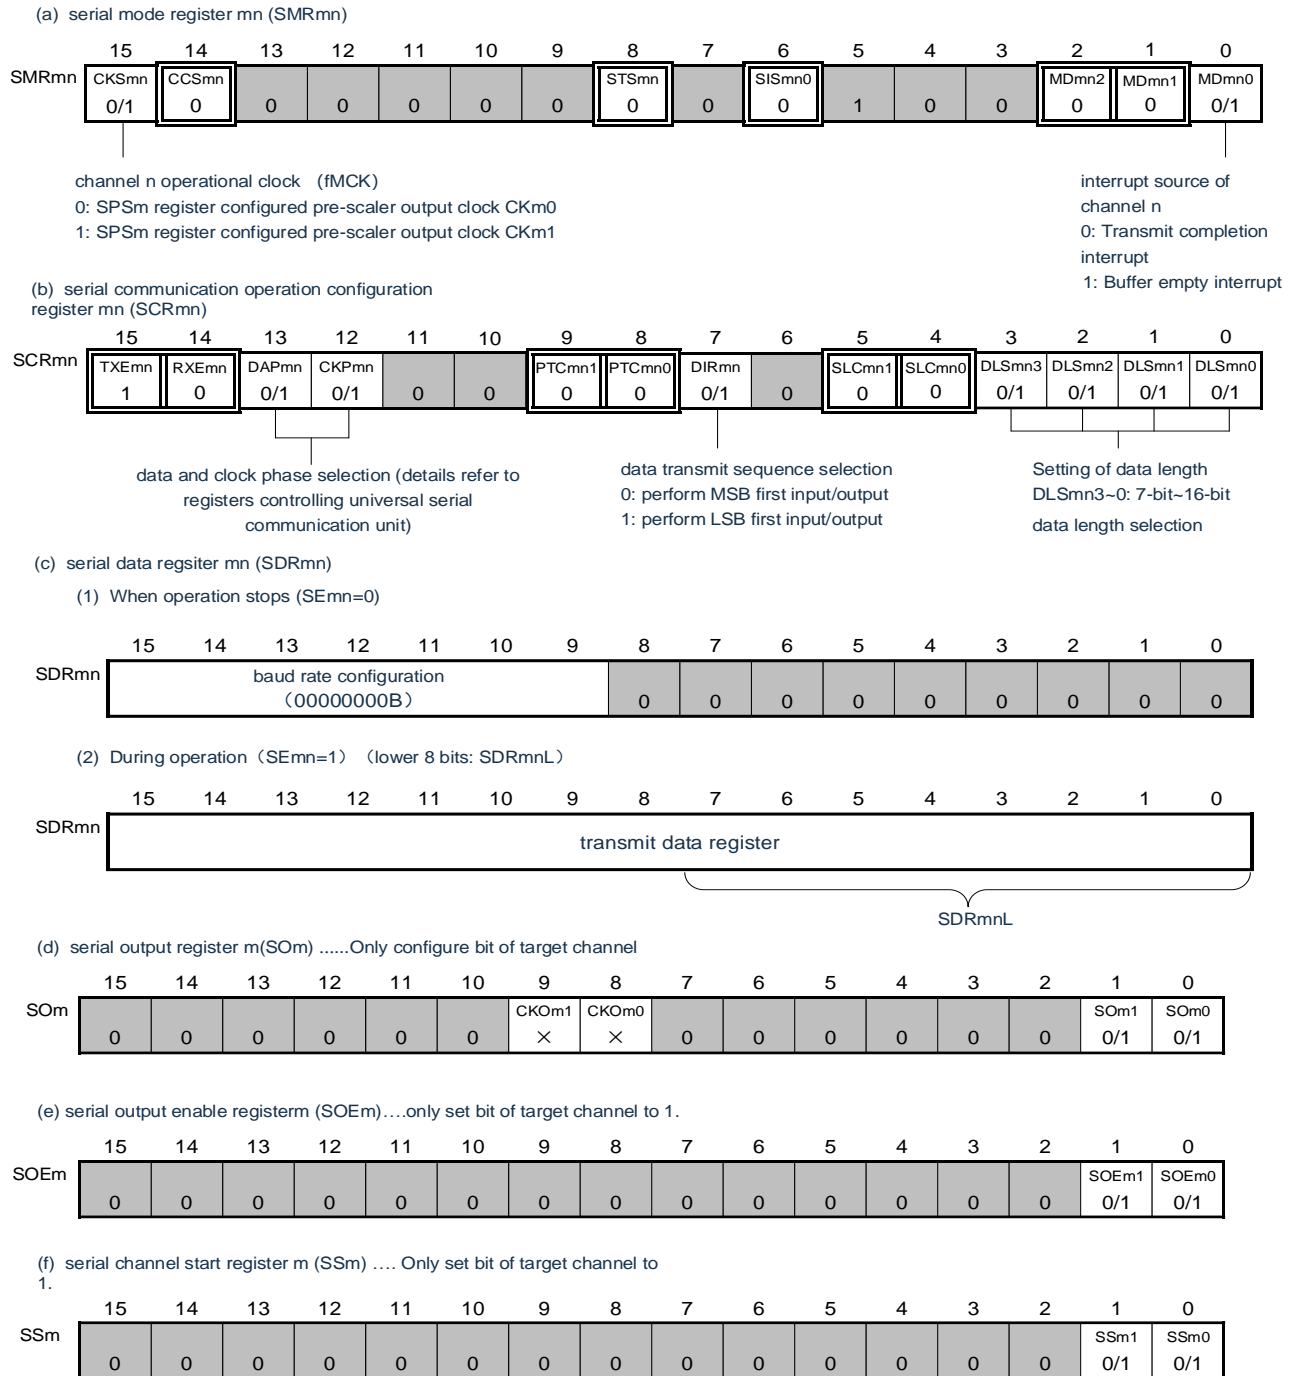 (a) serial mode register mn (SMRmn)
15 14 13 12 11 10 9 8 7 6 5 4 3 2 1 0
SMRmn CKSmn CCSmn STSmn SISmn0 MDmn2 MDmn1 MDmn0
0/1 0 0 0 0 0 0 0 0 0 1 0 0 0 0 0/1
channel n operational clock (fMCK)
0: SPSm register configured pre-scaler output clock CKm0
1: SPSm register configured pre-scaler output clock CKm1
interrupt source of
channel n
0: Transmit completion
interrupt
1: Buffer empty interrupt
(b) serial communication operation configuration
register mn (SCRmn)
15 14 13 12 11 10 9 8 7 6 5 4 3 2 1 0
SCRmn TXEmn RXEmn DAPmn CKPmn PTCmn1 PTCmn0 DIRmn SLCmn1 SLCmn0 DLSmn3 DLSmn2 DLSmn1 DLSmn0
1 0 0/1 0/1 0 0 0 0 0/1 0 0 0 0/1 0/1 0/1 0/1
data and clock phase selection (details refer to
registers controlling universal serial
communication unit)
data transmit sequence selection
0: perform MSB first input/output
1: perform LSB first input/output
Setting of data length
DLSmn3~0: 7-bit~16-bit
data length selection
(c) serial data regsiter mn (SDRmn)
(1) When operation stops (SEmn=0)
15 14 13 12 11 10 9 8 7 6 5 4 3 2 1 0
SDRmn baud rate configuration
（00000000B） 0 0 0 0 0 0 0 0 0
(2) During operation（SEmn=1）（lower 8 bits: SDRmnL）
15 14 13 12 11 10 9 8 7 6 5 4 3 2 1 0
SDRmn transmit data register
SDRmnL
(d) serial output register m(SOm) ......Only configure bit of target channel
15 14 13 12 11 10 9 8 7 6 5 4 3 2 1 0
SOm CKOm1 CKOm0 SOm1 SOm0
0 0 0 0 0 0 × × 0 0 0 0 0 0 0/1 0/1
(e) serial output enable registerm (SOEm)….only set bit of target channel to 1.
15 14 13 12 11 10 9 8 7 6 5 4 3 2 1 0
SOEm SOEm1 SOEm0
0 0 0 0 0 0 0 0 0 0 0 0 0 0 0/1 0/1
(f) serial channel start register m (SSm) …. Only set bit of target channel to
1.
15 14 13 12 11 10 9 8 7 6 5 4 3 2 1 0
SSm SSm1 SSm0
0 0 0 0 0 0 0 0 0 0 0 0 0 0 0/1 0/1